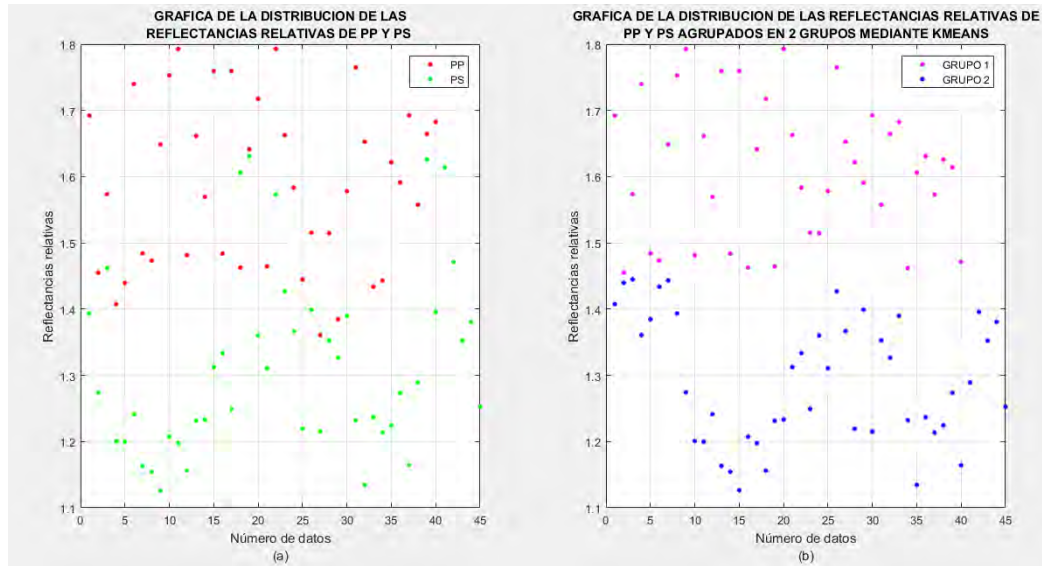 GRAFICA DE LA DISTRIBUCION DE LAS
REFLECTANCIAS RELATIVAS DE PP Y PS
1.8
1.7
1.6
1.5
1.4
1.3
1.2
1.1
Reflectancias relativas
PP
PS
0 5 10 15 20 25 30 35 40 45
Número de datos
(a)
GRAFICA DE LA DISTRIBUCION DE LAS REFLECTANCIAS RELATIVAS DE
PP Y PS AGRUPADOS EN 2 GRUPOS MEDIANTE KMEANS
1.8
1.7
1.6
1.5
1.4
1.3
1.2
1.1
Reflectancias relativas
GRUPO 1
GRUPO 2
0 5 10 15 20 25 30 35 40 45
Número de datos
(b)